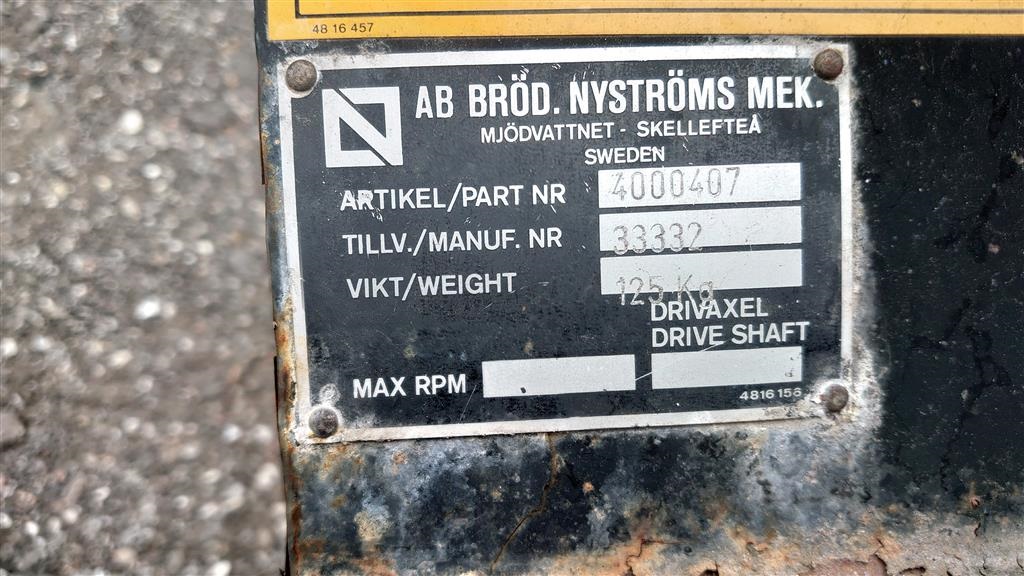 48 16 457
AB BRÖD. NYSTRÖMS MEK.
MJÖDVATTNET - SKELLEFTEÅ
SWEDEN
ARTIKEL/PART NR 4000407
TILLV./MANUF. NR 33332
VIKT/WEIGHT 125 Kg
DRIVAXEL
DRIVE SHAFT
MAX RPM
4816 156